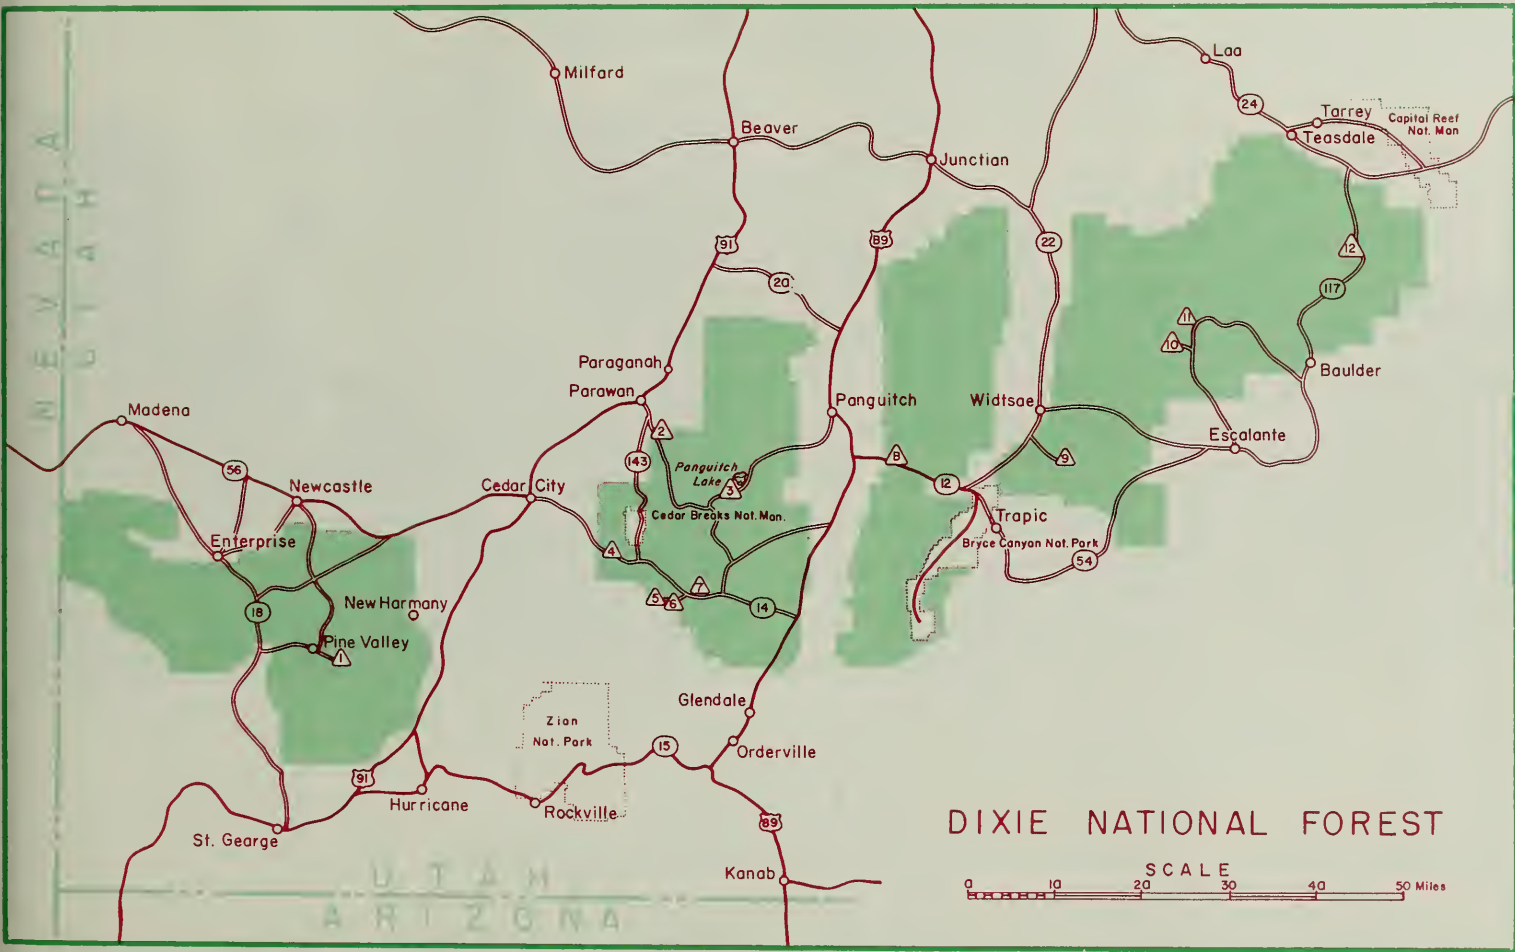 Loa
Milford
24
Torrey
Capitol Reef
Nat. Mon
Beaver
Teasdale
Junction
NEVADA
UTAH
91
89
22
12
20
117
11
10
Paragonah
Boulder
Parowan
Panguitch
Widtsoe
Modena
2
Escalante
8
9
143
Panguitch
Lake
56
3
12
Newcastle
Cedar City
Cedar Breaks Nat. Mon.
Tropic
Enterprise
Bryce Canyon Nat. Park
4
54
7
5
6
14
18
New Harmony
Pine Valley
1
Glendale
Zion
Nat. Park
15
Orderville
91
Hurricane
Rockville
89
St. George
DIXIE NATIONAL FOREST
Kanab
SCALE
0 10 20 30 40 50 Miles
UTAH
ARIZONA